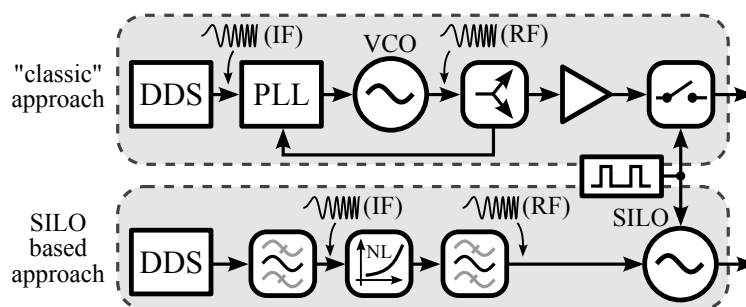 "classic"
approach
DDS
(IF)
PLL
VCO
(RF)
SILO
based
approach
DDS
(IF)
NL
(RF)
SILO